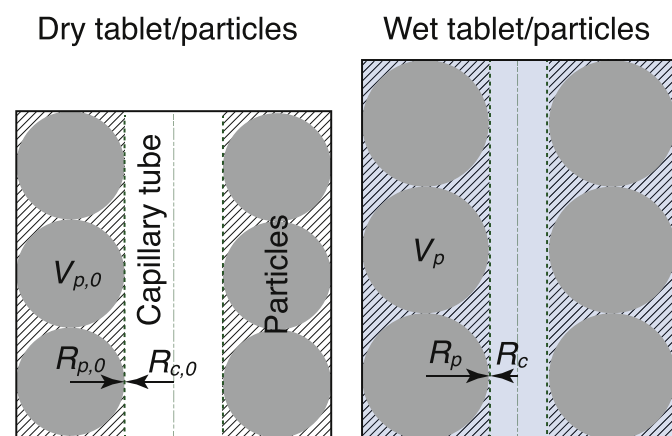 Dry tablet/particles
Wet tablet/particles
Capillary tube
Particles
Vp,0
Vp
Rp,0
Rc,0
Rp
Rc